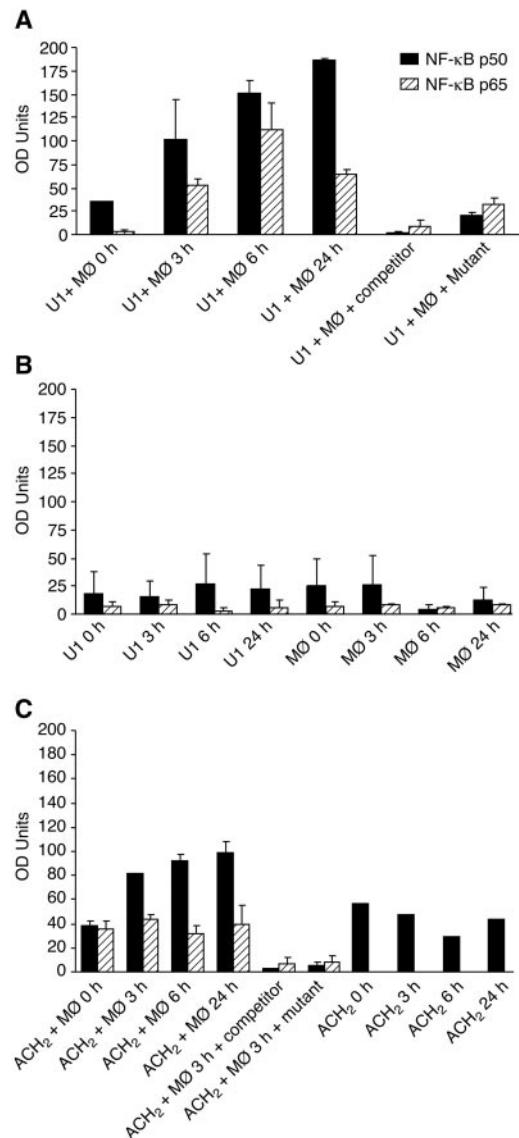 A
200
175
150
125
100
75
50
25
0
OD Units
NF-κB p50
NF-κB p65
U1+ MØ 0 h
U1+ MØ 3 h
U1+ MØ 6 h
U1 + MØ 24 h
U1 + MØ + competitor
U1 + MØ + Mutant
B
200
175
150
125
100
75
50
25
0
OD Units
U1 0 h
U1 3 h
U1 6 h
U1 24 h
MØ 0 h
MØ 3 h
MØ 6 h
MØ 24 h
C
200
180
160
140
120
100
80
60
40
20
0
OD Units
ACH₂ + MØ 0 h
ACH₂ + MØ 3 h
ACH₂ + MØ 6 h
ACH₂ + MØ 24 h
ACH₂ + MØ 3 h + competitor
ACH₂ + MØ 3 h + mutant
ACH₂ 0 h
ACH₂ 3 h
ACH₂ 6 h
ACH₂ 24 h